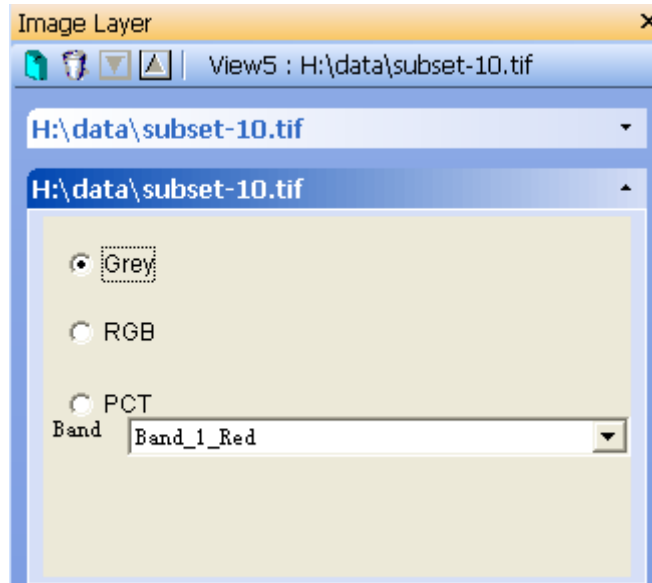 Image Layer
View5 : H:\data\subset-10.tif
H:\data\subset-10.tif
H:\data\subset-10.tif
Grey
RGB
PCT
Band Band_1_Red